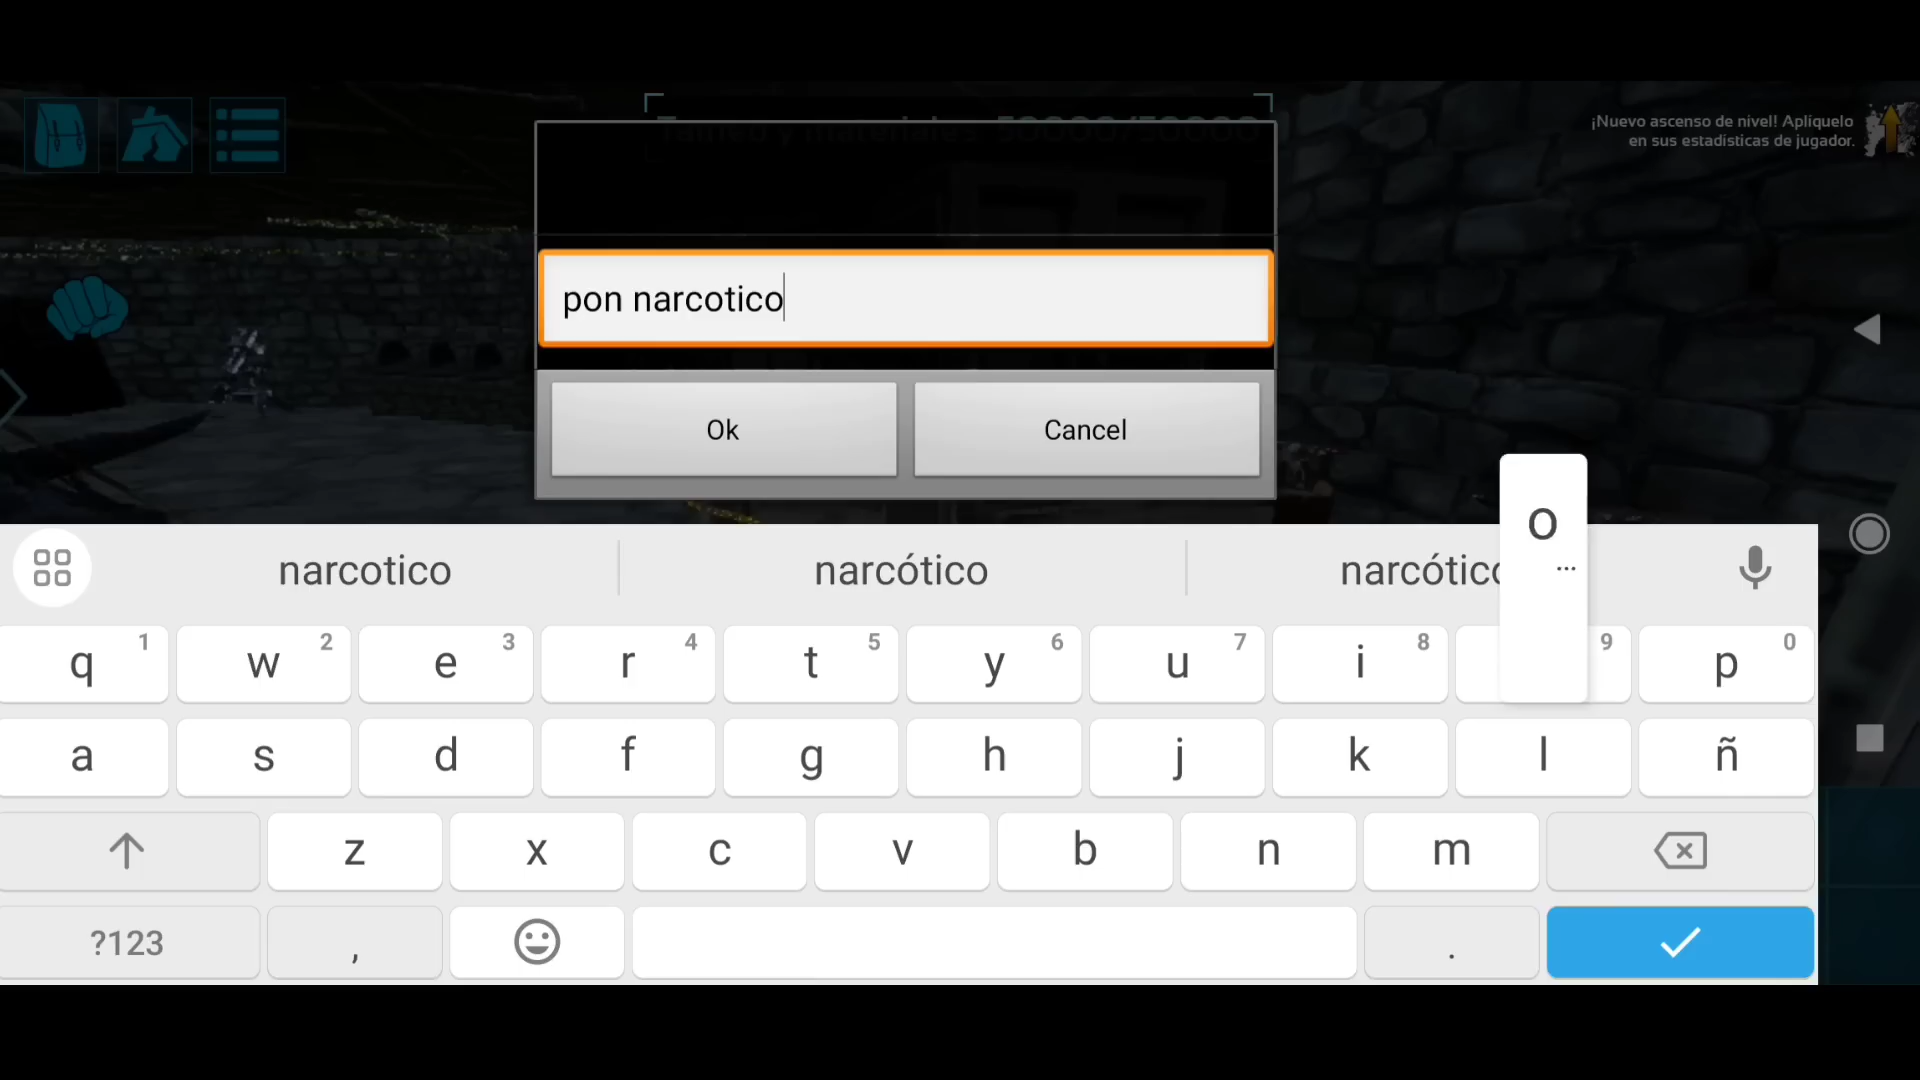 ¡Nuevo ascenso de nivel! Aplíquelo
en sus estadísticas de jugador.
pon narcotico
Ok
Cancel
narcotico
narcótico
o
...
q 1 w 2 e 3 r 4 t 5 y 6 u 7 i 8 9 p 0
a s d f g h j k l ñ
z x c v b n m
?123 , .